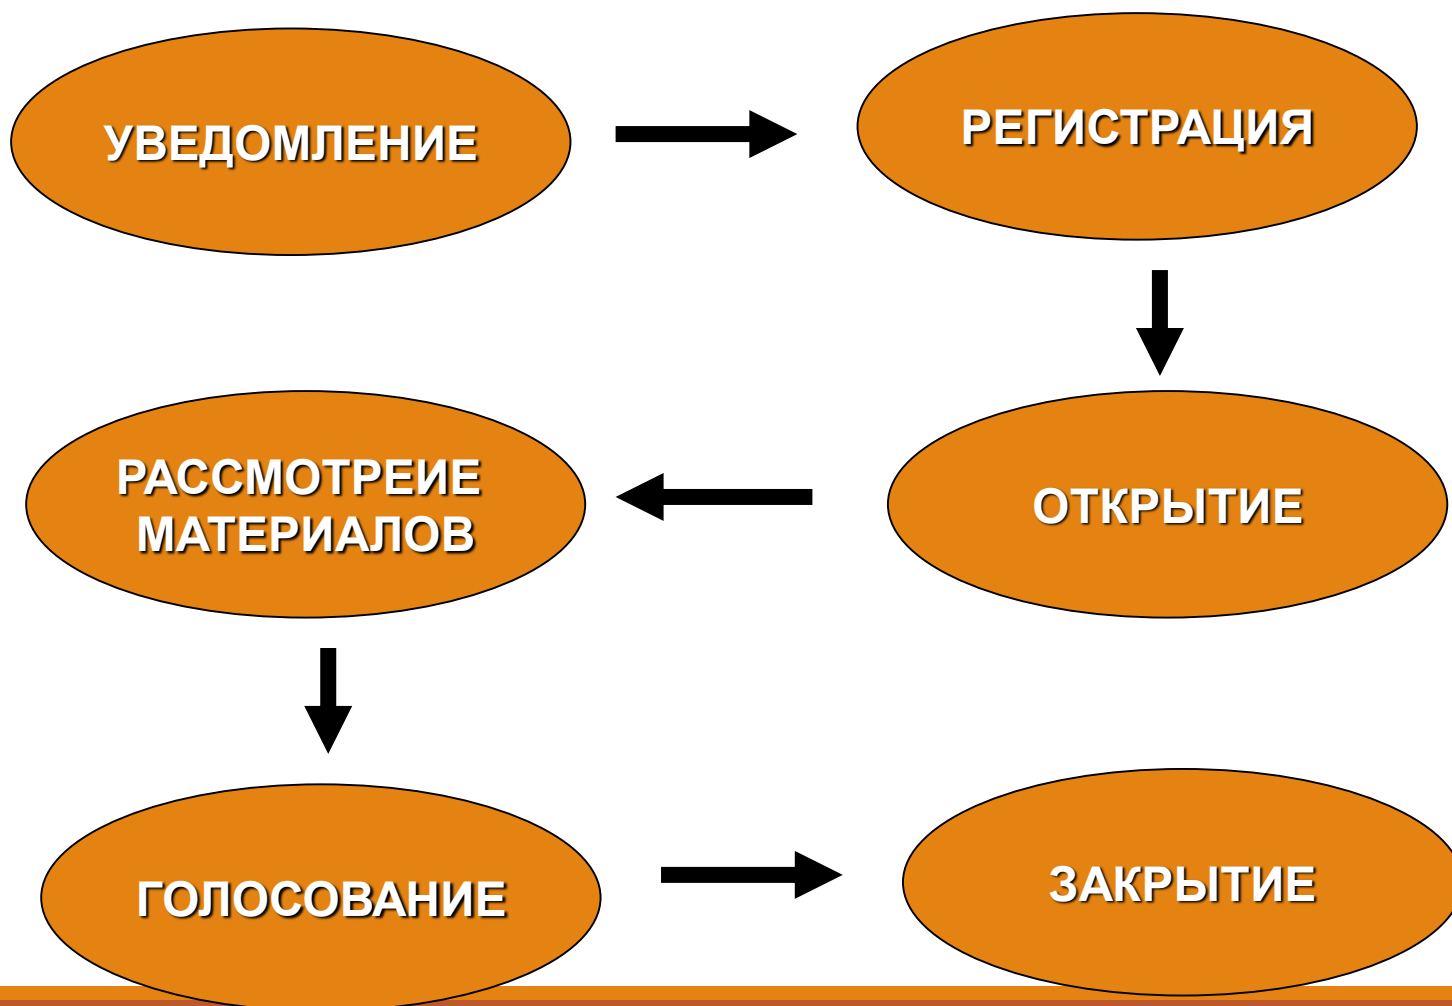 УВЕДОМЛЕНИЕ
РЕГИСТРАЦИЯ
ОТКРЫТИЕ
РАССМОТРЕИЕ
МАТЕРИАЛОВ
ГОЛОСОВАНИЕ
ЗАКРЫТИЕ